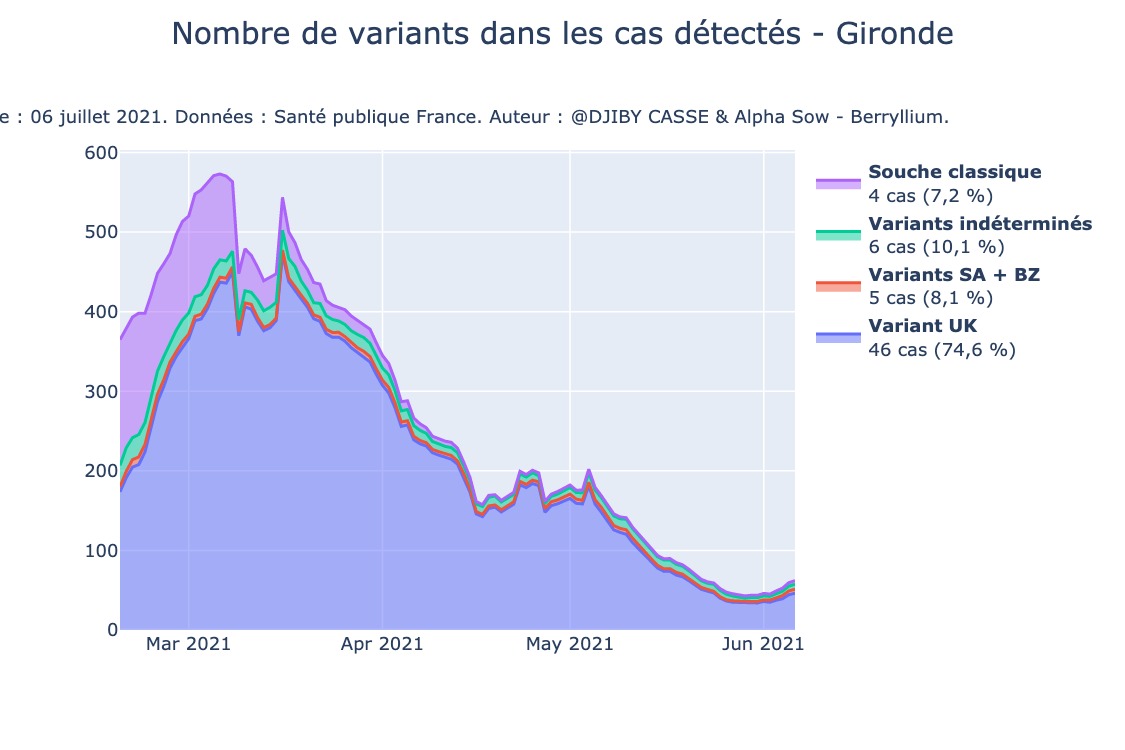 Nombre de variants dans les cas détectés - Gironde
e : 06 juillet 2021. Données : Santé publique France. Auteur : @DJIBY CASSE & Alpha Sow - Berryllium.
600
500
400
300
200
100
0
Mar 2021
Apr 2021
May 2021
Jun 2021
Souche classique
4 cas (7,2 %)
Variants indéterminés
6 cas (10,1 %)
Variants SA + BZ
5 cas (8,1 %)
Variant UK
46 cas (74,6 %)